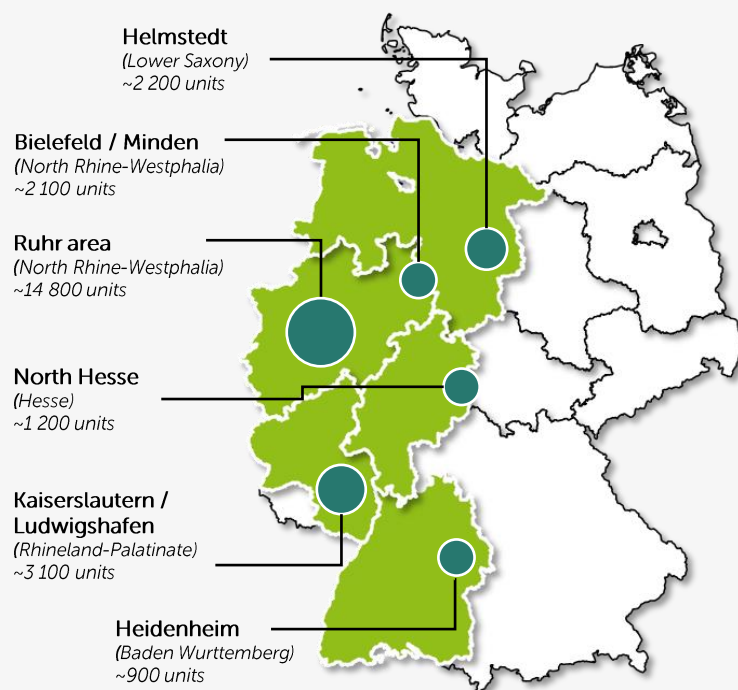 Helmstedt
(Lower Saxony)
~2 200 units
Bielefeld / Minden
(North Rhine-Westphalia)
~2 100 units
Ruhr area
(North Rhine-Westphalia)
~14 800 units
North Hesse
(Hesse)
~1 200 units
Kaiserslautern /
Ludwigshafen
(Rhineland-Palatinate)
~3 100 units
Heidenheim
(Baden Wurttemberg)
~900 units